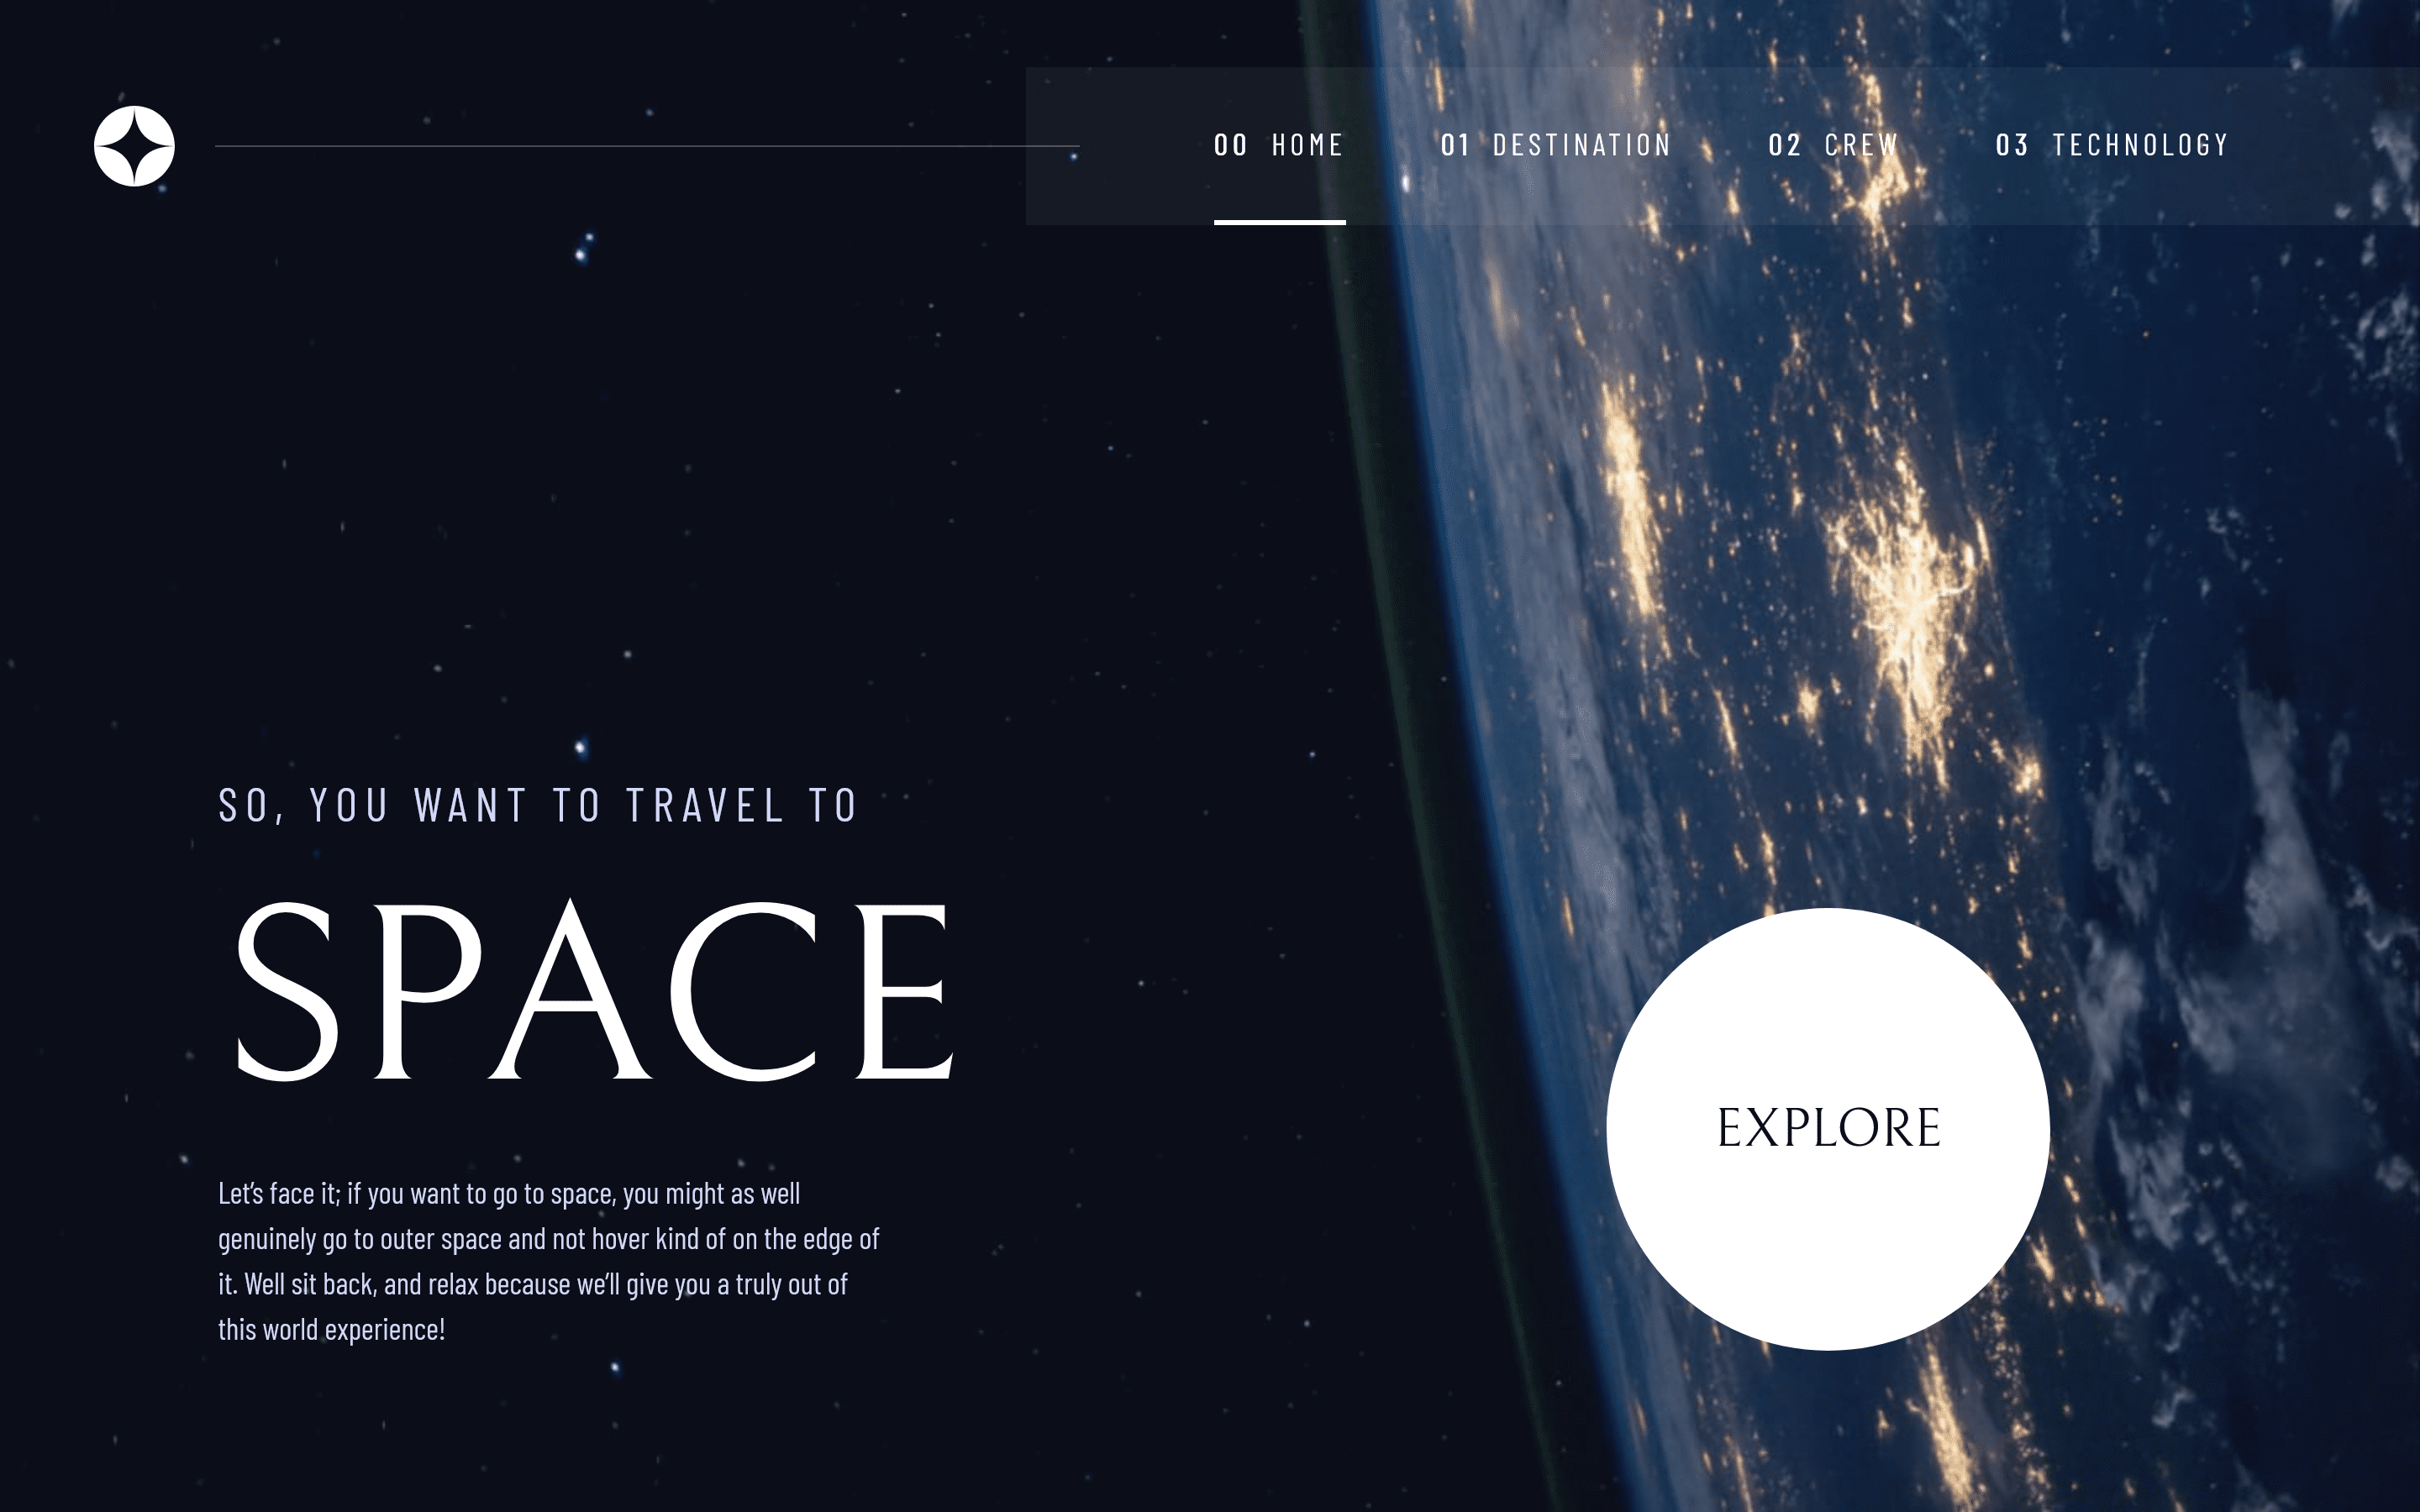 00 HOME 01 DESTINATION 02 CREW 03 TECHNOLOGY
SO, YOU WANT TO TRAVEL TO
SPACE
Let’s face it; if you want to go to space, you might as well
genuinely go to outer space and not hover kind of on the edge of
it. Well sit back, and relax because we’ll give you a truly out of
this world experience!
EXPLORE